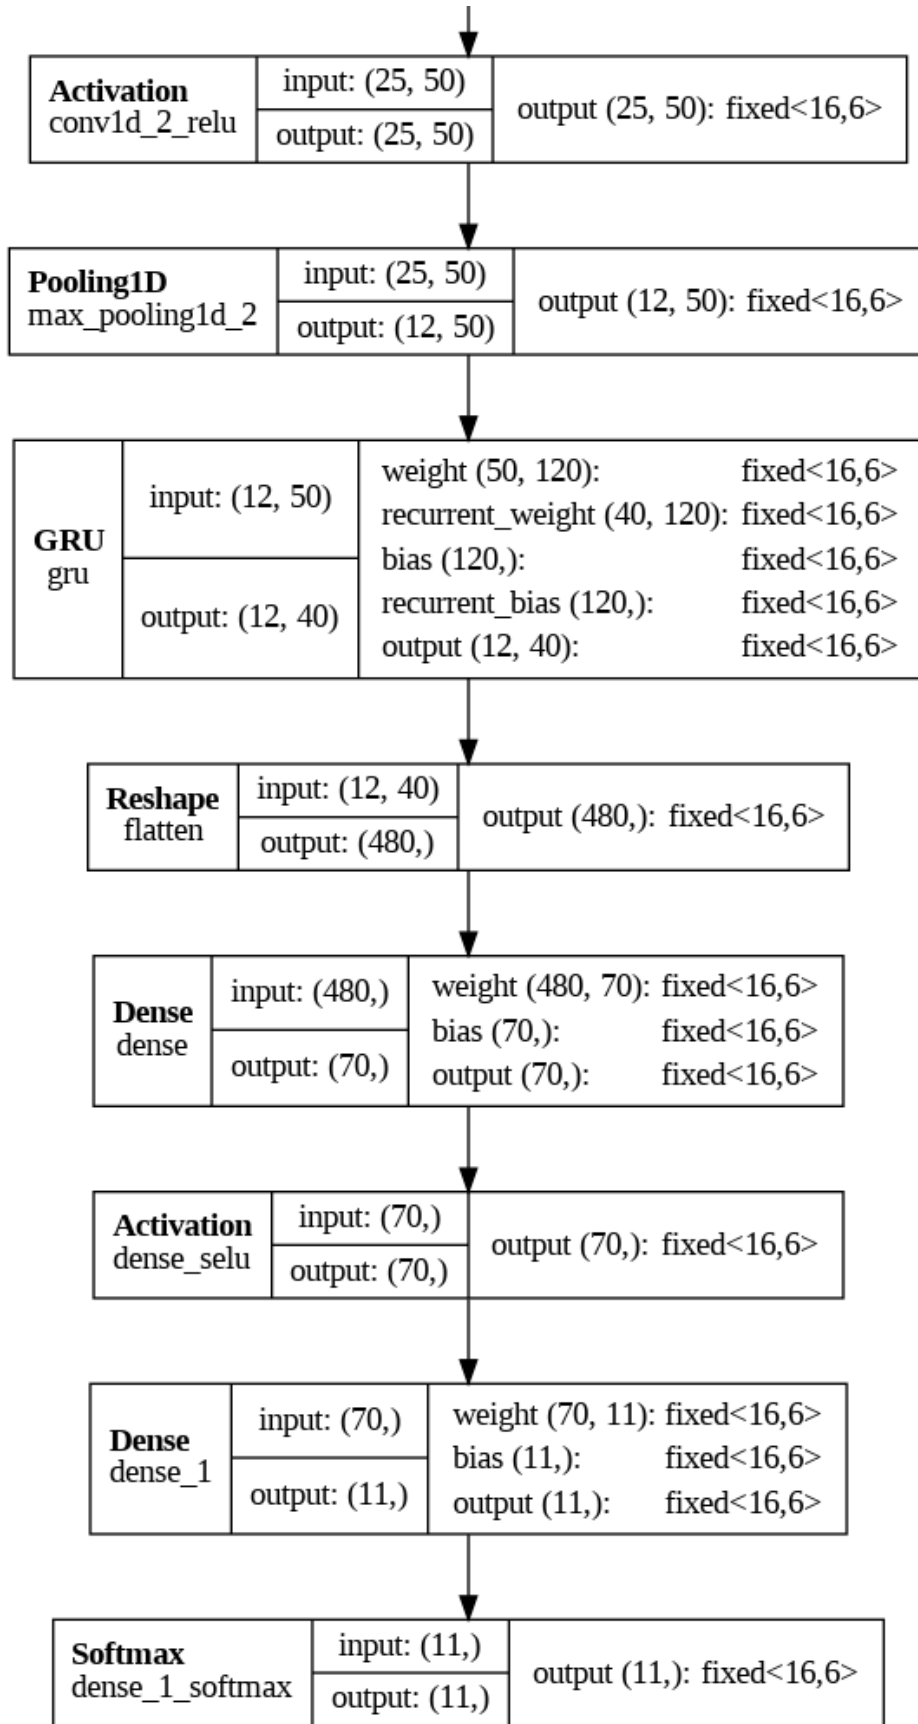 Activation
conv1d_2_relu
input: (25, 50)
output: (25, 50)
output (25, 50): fixed<16,6>
Pooling1D
max_pooling1d_2
input: (25, 50)
output: (12, 50)
output (12, 50): fixed<16,6>
GRU
gru
input: (12, 50)
output: (12, 40)
weight (50, 120): fixed<16,6>
recurrent_weight (40, 120): fixed<16,6>
bias (120,): fixed<16,6>
recurrent_bias (120,): fixed<16,6>
output (12, 40): fixed<16,6>
Reshape
flatten
input: (12, 40)
output: (480,)
output (480,): fixed<16,6>
Dense
dense
input: (480,)
output: (70,)
weight (480, 70): fixed<16,6>
bias (70,): fixed<16,6>
output (70,): fixed<16,6>
Activation
dense_selu
input: (70,)
output: (70,)
output (70,): fixed<16,6>
Dense
dense_1
input: (70,)
output: (11,)
weight (70, 11): fixed<16,6>
bias (11,): fixed<16,6>
output (11,): fixed<16,6>
Softmax
dense_1_softmax
input: (11,)
output: (11,)
output (11,): fixed<16,6>